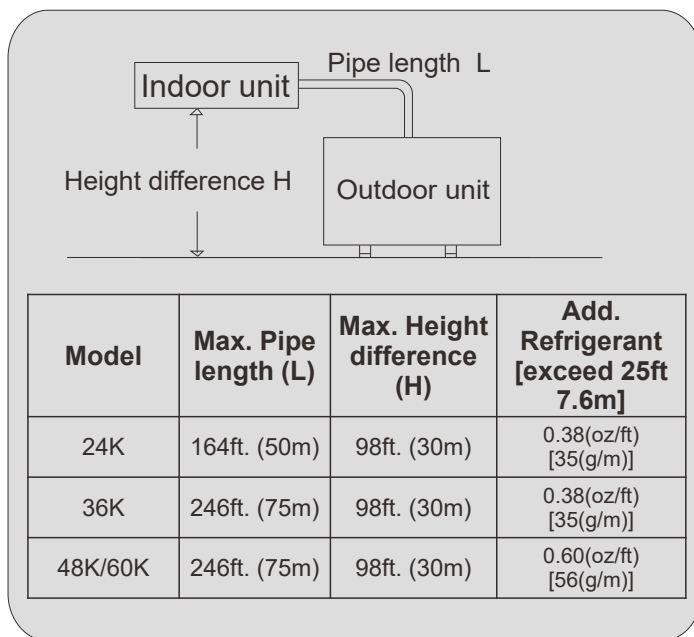 Pipe length L
Indoor unit
Height difference H
Outdoor unit
Model
Max. Pipe
length (L)
Max. Height
difference
(H)
Add.
Refrigerant
[exceed 25ft
7.6m]
24K
164ft. (50m)
98ft. (30m)
0.38(oz/ft)
[35(g/m)]
36K
246ft. (75m)
98ft. (30m)
0.38(oz/ft)
[35(g/m)]
48K/60K
246ft. (75m)
98ft. (30m)
0.60(oz/ft)
[56(g/m)]